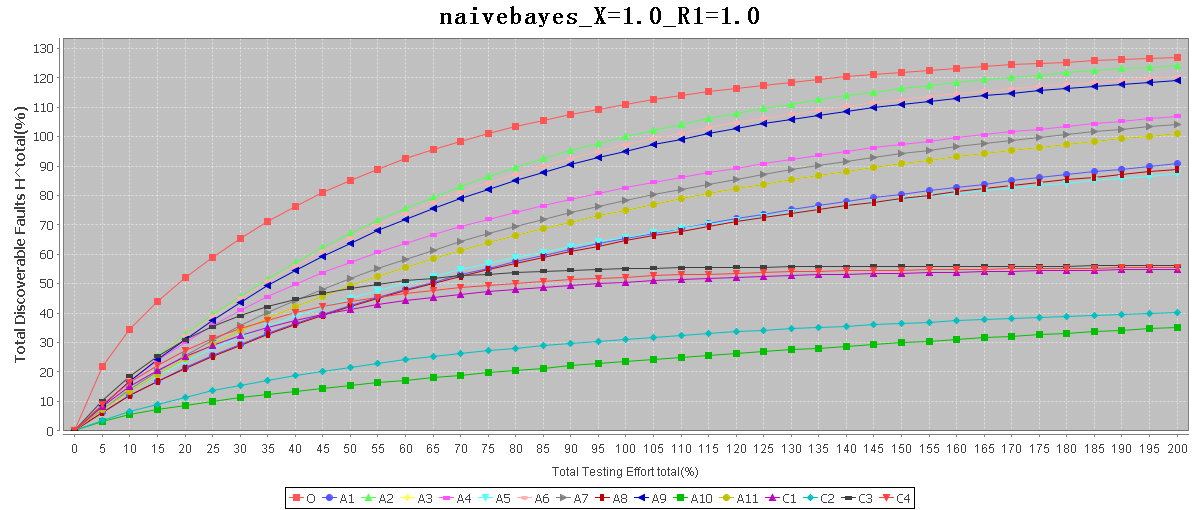 naivebayes_X=1.0_R1=1.0
Total Discoverable Faults H^total(%)
130
120
110
100
90
80
70
60
50
40
30
20
10
0
0 5 10 15 20 25 30 35 40 45 50 55 60 65 70 75 80 85 90 95 100 105 110 115 120 125 130 135 140 145 150 155 160 165 170 175 180 185 190 195 200
Total Testing Effort total(%)
O A1 A2 A3 A4 A5 A6 A7 A8 A9 A10 A11 C1 C2 C3 C4